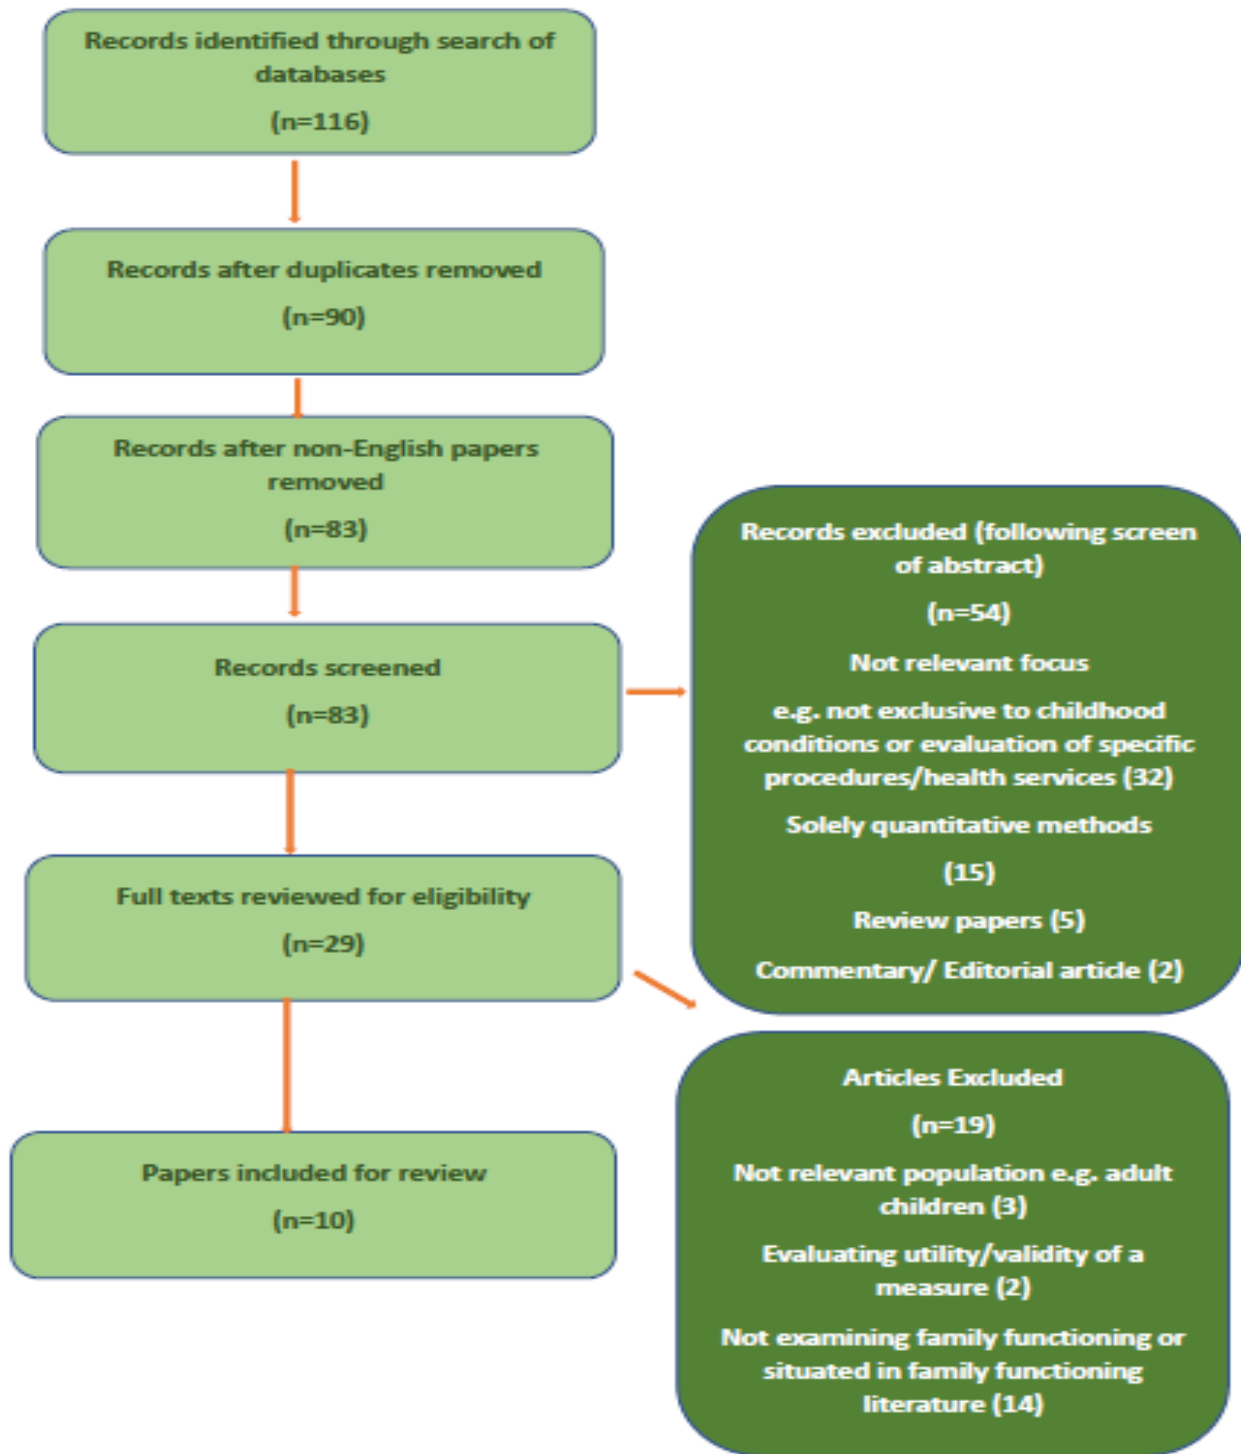 Records identified through search of
databases
(n=116)
Records after duplicates removed
(n=90)
Records after non-English papers
removed
(n=83)
Records screened
(n=83)
Records excluded (following screen
of abstract)
(n=54)
Not relevant focus
e.g. not exclusive to childhood
conditions or evaluation of specific
procedures/health services (32)
Solely quantitative methods
(15)
Review papers (5)
Commentary/ Editorial article (2)
Full texts reviewed for eligibility
(n=29)
Articles Excluded
(n=19)
Not relevant population e.g. adult
children (3)
Evaluating utility/validity of a
measure (2)
Not examining family functioning or
situated in family functioning
literature (14)
Papers included for review
(n=10)